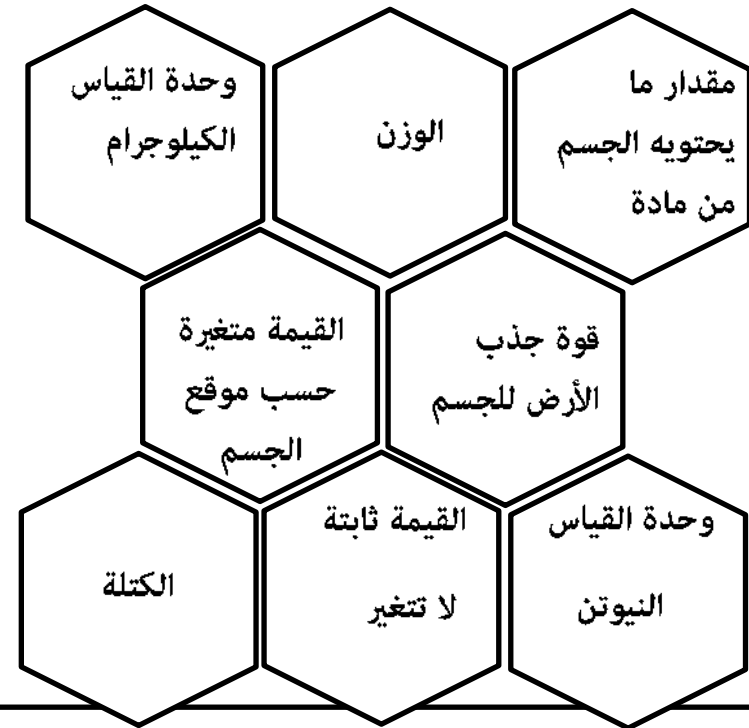 مقدار ما
يحتويه الجسم
من مادة
الوزن
وحدة القياس
الكيلوجرام
قوة جذب
الأرض للجسم
القيمة متغيرة
حسب موقع
الجسم
وحدة القياس
النيوتن
القيمة ثابتة
لا تتغير
الكتلة